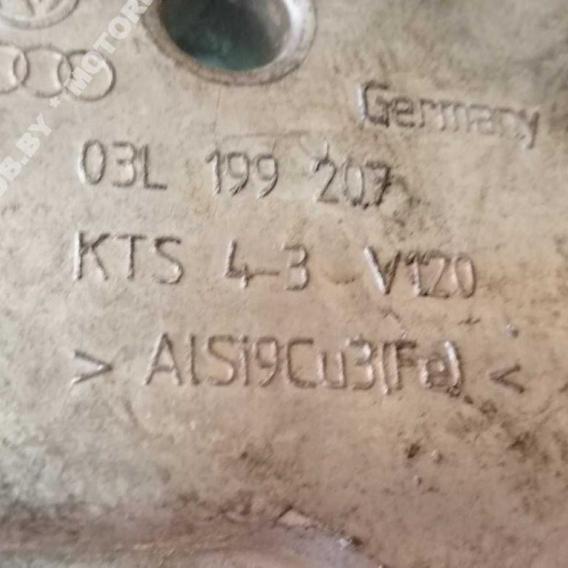 Germany
03L 199 207
KTS 4-3 V120
> AlSi9Cu3(Fe) <